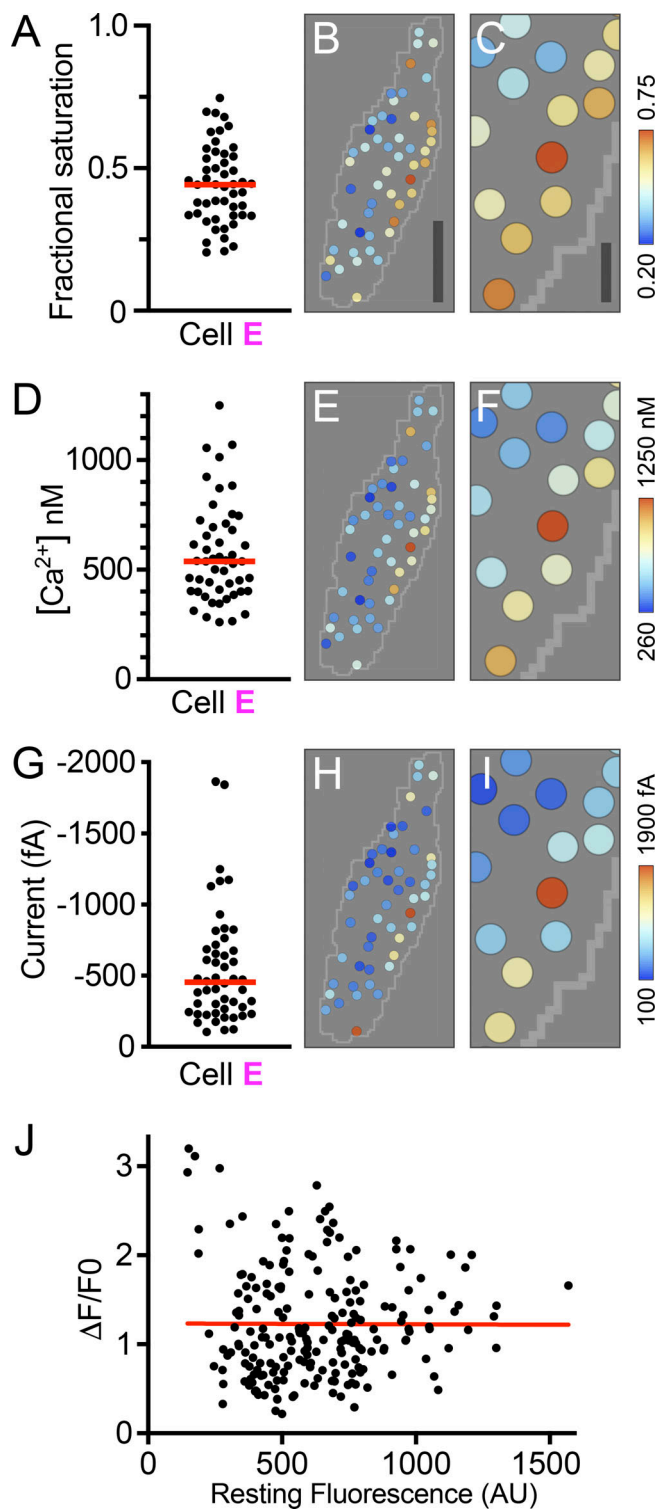 A
B
C
Fractional saturation
1.0
0.5
0
Cell E
0.75
0.20
D
E
F
[Ca2+] nM
1000
500
0
Cell E
1250 nM
260
G
H
I
Current (fA)
-2000
-1500
-1000
-500
0
Cell E
1900 fA
100
J
ΔF/F0
3
2
1
0
0 500 1000 1500
Resting Fluorescence (AU)